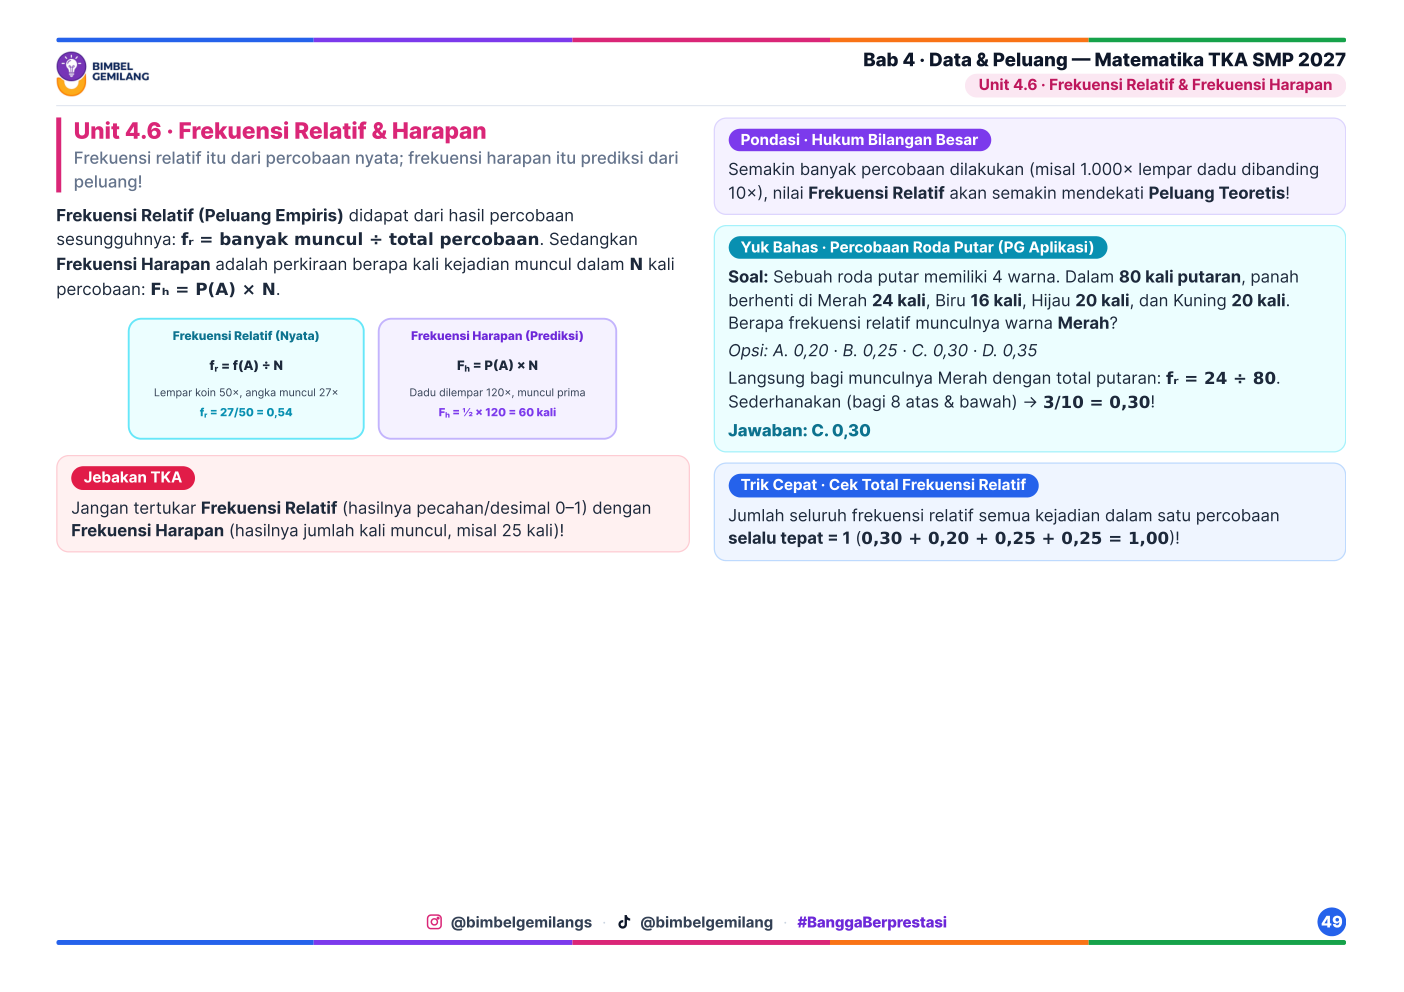 BIMBEL
GEMILANG
Bab 4 · Data & Peluang — Matematika TKA SMP 2027
Unit 4.6 · Frekuensi Relatif & Frekuensi Harapan
Unit 4.6 · Frekuensi Relatif & Harapan
Frekuensi relatif itu dari percobaan nyata; frekuensi harapan itu prediksi dari
peluang!
Frekuensi Relatif (Peluang Empiris) didapat dari hasil percobaan
sesungguhnya: fᵣ = banyak muncul ÷ total percobaan. Sedangkan
Frekuensi Harapan adalah perkiraan berapa kali kejadian muncul dalam N kali
percobaan: Fₕ = P(A) × N.
Frekuensi Relatif (Nyata)
fᵣ = f(A) ÷ N
Lempar koin 50×, angka muncul 27×
fᵣ = 27/50 = 0,54
Frekuensi Harapan (Prediksi)
Fₕ = P(A) × N
Dadu dilempar 120×, muncul prima
Fₕ = ½ × 120 = 60 kali
Jebakan TKA
Jangan tertukar Frekuensi Relatif (hasilnya pecahan/desimal 0–1) dengan
Frekuensi Harapan (hasilnya jumlah kali muncul, misal 25 kali)!
Pondasi · Hukum Bilangan Besar
Semakin banyak percobaan dilakukan (misal 1.000× lempar dadu dibanding
10×), nilai Frekuensi Relatif akan semakin mendekati Peluang Teoretis!
Yuk Bahas · Percobaan Roda Putar (PG Aplikasi)
Soal: Sebuah roda putar memiliki 4 warna. Dalam 80 kali putaran, panah
berhenti di Merah 24 kali, Biru 16 kali, Hijau 20 kali, dan Kuning 20 kali.
Berapa frekuensi relatif munculnya warna Merah?
Opsi: A. 0,20 · B. 0,25 · C. 0,30 · D. 0,35
Langsung bagi munculnya Merah dengan total putaran: fᵣ = 24 ÷ 80.
Sederhanakan (bagi 8 atas & bawah) → 3/10 = 0,30!
Jawaban: C. 0,30
Trik Cepat · Cek Total Frekuensi Relatif
Jumlah seluruh frekuensi relatif semua kejadian dalam satu percobaan
selalu tepat = 1 (0,30 + 0,20 + 0,25 + 0,25 = 1,00)!
@bimbelgemilangs · @bimbelgemilang · #BanggaBerprestasi
49